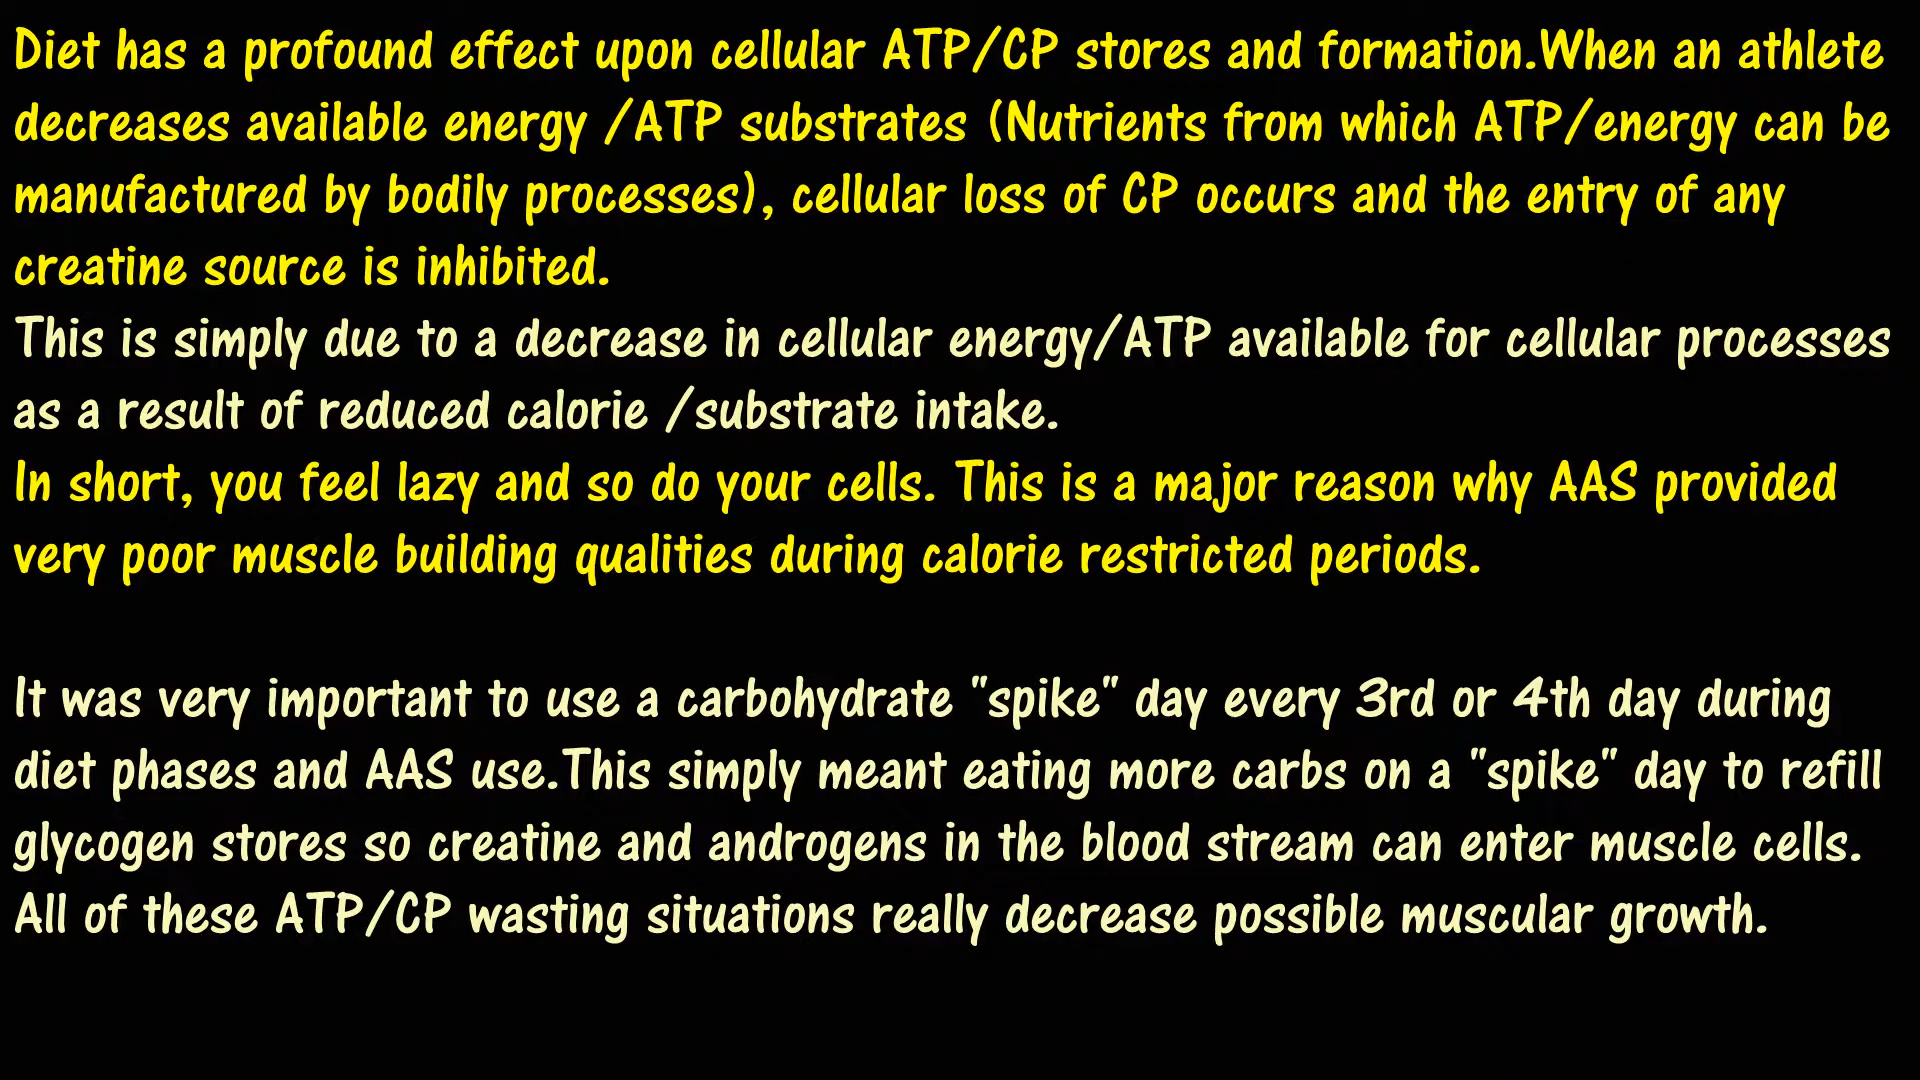 Diet has a profound effect upon cellular ATP/CP stores and formation.When an athlete
decreases available energy /ATP substrates (Nutrients from which ATP/energy can be
manufactured by bodily processes), cellular loss of CP occurs and the entry of any
creatine source is inhibited.
This is simply due to a decrease in cellular energy/ATP available for cellular processes
as a result of reduced calorie /substrate intake.
In short, you feel lazy and so do your cells. This is a major reason why AAS provided
very poor muscle building qualities during calorie restricted periods.
It was very important to use a carbohydrate "spike" day every 3rd or 4th day during
diet phases and AAS use.This simply meant eating more carbs on a "spike" day to refill
glycogen stores so creatine and androgens in the blood stream can enter muscle cells.
All of these ATP/CP wasting situations really decrease possible muscular growth.